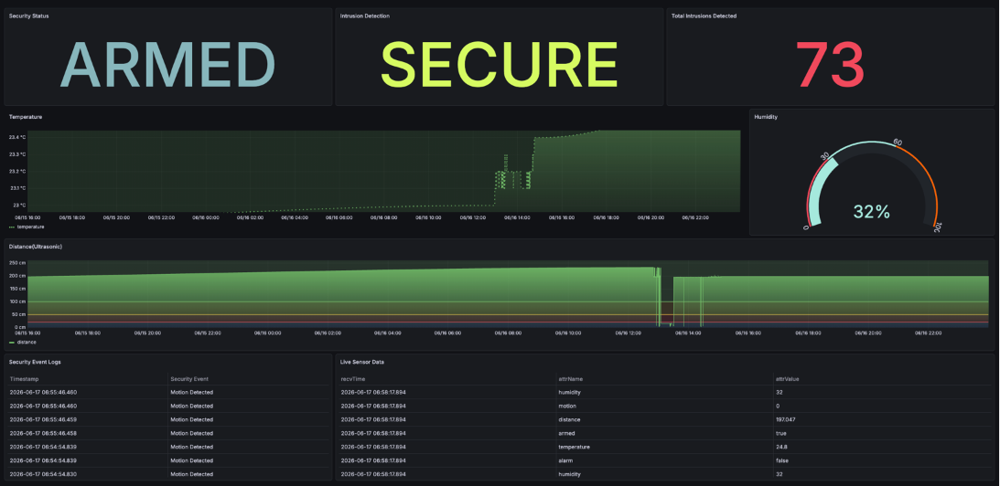 Security Status
ARMED
Intrusion Detection
SECURE
Total Intrusions Detected
73
Temperature
23.4 °C
23.3 °C
23.2 °C
23.1 °C
23 °C
06/15 16:00 06/15 18:00 06/15 20:00 06/15 22:00 06/16 00:00 06/16 02:00 06/16 04:00 06/16 06:00 06/16 08:00 06/16 10:00 06/16 12:00 06/16 14:00 06/16 16:00 06/16 18:00 06/16 20:00 06/16 22:00
temperature
Humidity
0
30
60
100
32%
Distance(Ultrasonic)
250 cm
200 cm
150 cm
100 cm
50 cm
0 cm
06/15 16:00 06/15 18:00 06/15 20:00 06/15 22:00 06/16 00:00 06/16 02:00 06/16 04:00 06/16 06:00 06/16 08:00 06/16 10:00 06/16 12:00 06/16 14:00 06/16 16:00 06/16 18:00 06/16 20:00 06/16 22:00
distance
Security Event Logs
Timestamp Security Event
2026-06-17 06:55:46.460 Motion Detected
2026-06-17 06:55:46.460 Motion Detected
2026-06-17 06:55:46.459 Motion Detected
2026-06-17 06:55:46.458 Motion Detected
2026-06-17 06:54:54.839 Motion Detected
2026-06-17 06:54:54.839 Motion Detected
2026-06-17 06:54:54.830 Motion Detected
Live Sensor Data
recvTime attrName attrValue
2026-06-17 06:58:17.894 humidity 32
2026-06-17 06:58:17.894 motion 0
2026-06-17 06:58:17.894 distance 197.047
2026-06-17 06:58:17.894 armed true
2026-06-17 06:58:17.894 temperature 24.8
2026-06-17 06:58:17.894 alarm false
2026-06-17 06:58:17.894 humidity 32